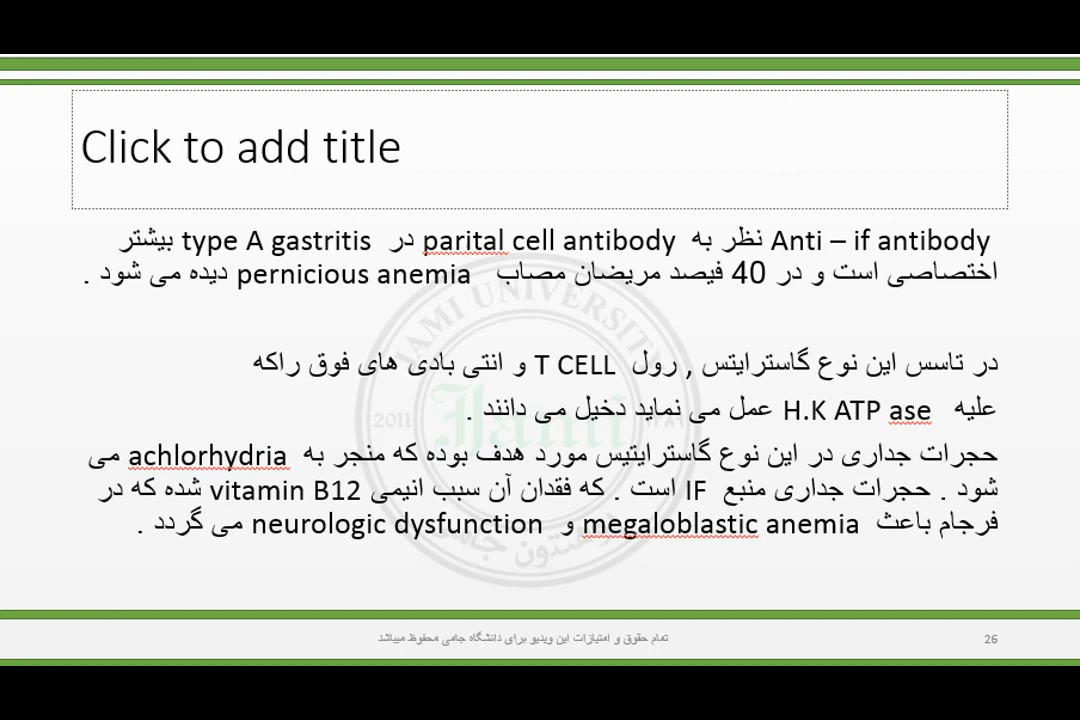 Click to add title
Anti – if antibody نظر به parital cell antibody در type A gastritis بیشتر
اختصاصی است و در 40 فیصد مریضان مصاب pernicious anemia دیده می شود .
در تاسس این نوع گاسترایتس , رول T CELL و انتی بادی های فوق راکه
علیه H.K ATP ase عمل می نماید دخیل می دانند .
حجرات جداری در این نوع گاسترایتیس مورد هدف بوده که منجر به achlorhydria می
شود . حجرات جداری منبع IF است . که فقدان آن سبب انیمی vitamin B12 شده که در
فرجام باعث megaloblastic anemia و neurologic dysfunction می گردد .
JAMI UNIVERSITY
2011
Jami
تمام حقوق و امتیازات این ویدیو برای دانشگاه جامی محفوظ میباشد
26